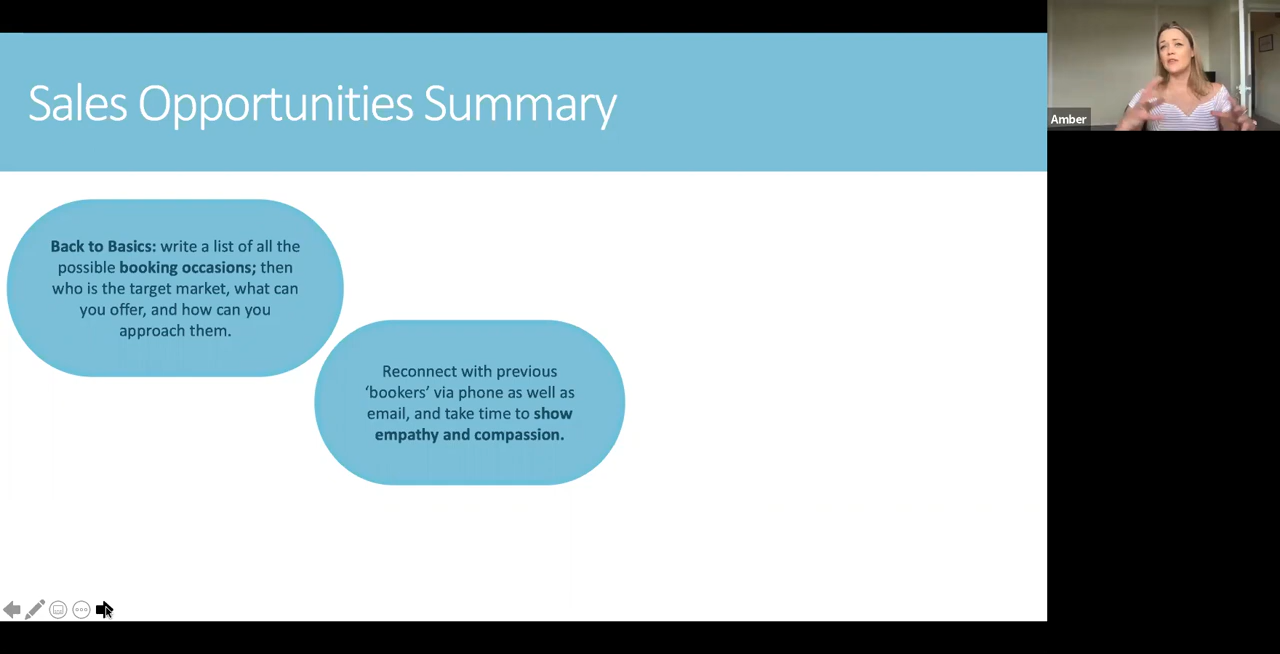 Sales Opportunities Summary
Amber
Back to Basics: write a list of all the
possible booking occasions; then
who is the target market, what can
you offer, and how can you
approach them.
Reconnect with previous
‘bookers’ via phone as well as
email, and take time to show
empathy and compassion.